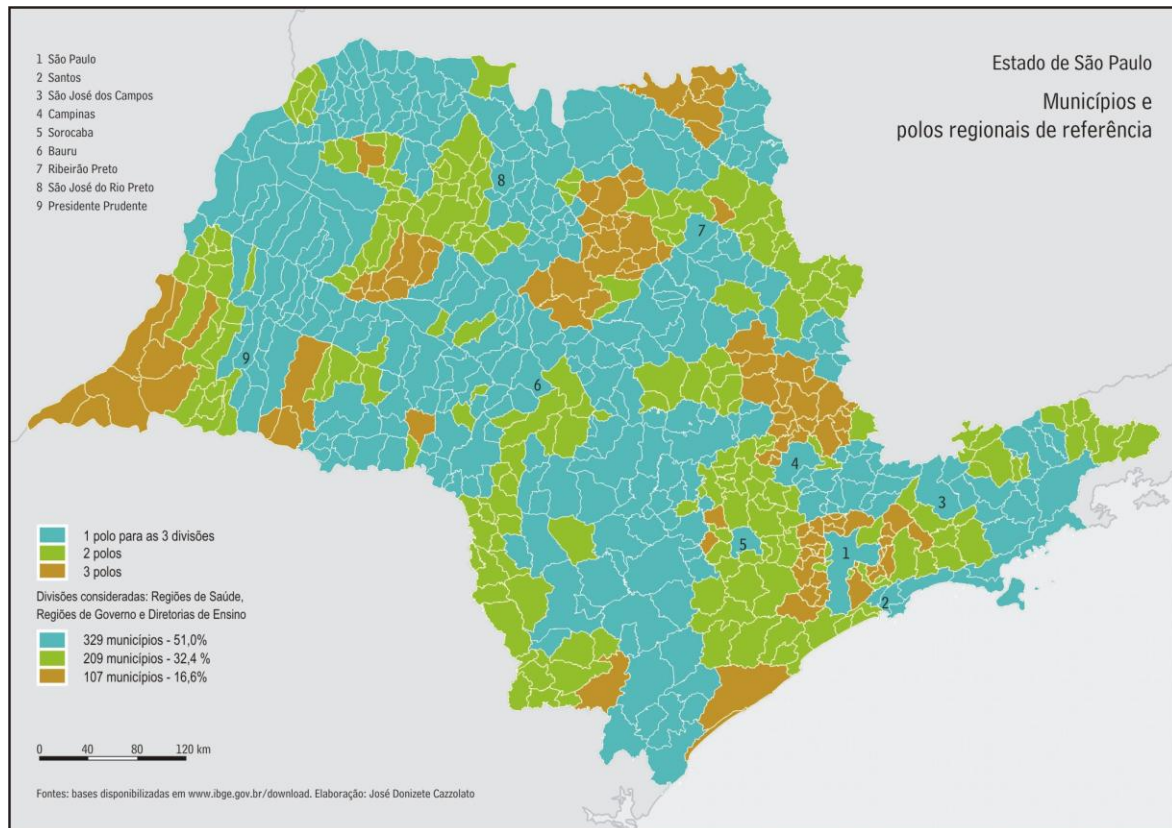 1 São Paulo
2 Santos
3 São José dos Campos
4 Campinas
5 Sorocaba
6 Bauru
7 Ribeirão Preto
8 São José do Rio Preto
9 Presidente Prudente
Estado de São Paulo
Municípios e
polos regionais de referência
8
7
9
6
4
3
5
1
2
1 polo para as 3 divisões
2 polos
3 polos
Divisões consideradas: Regiões de Saúde,
Regiões de Governo e Diretorias de Ensino
329 municípios - 51,0%
209 municípios - 32,4 %
107 municípios - 16,6%
0 40 80 120 km
Fontes: bases disponibilizadas em www.ibge.gov.br/download. Elaboração: José Donizete Cazzolato